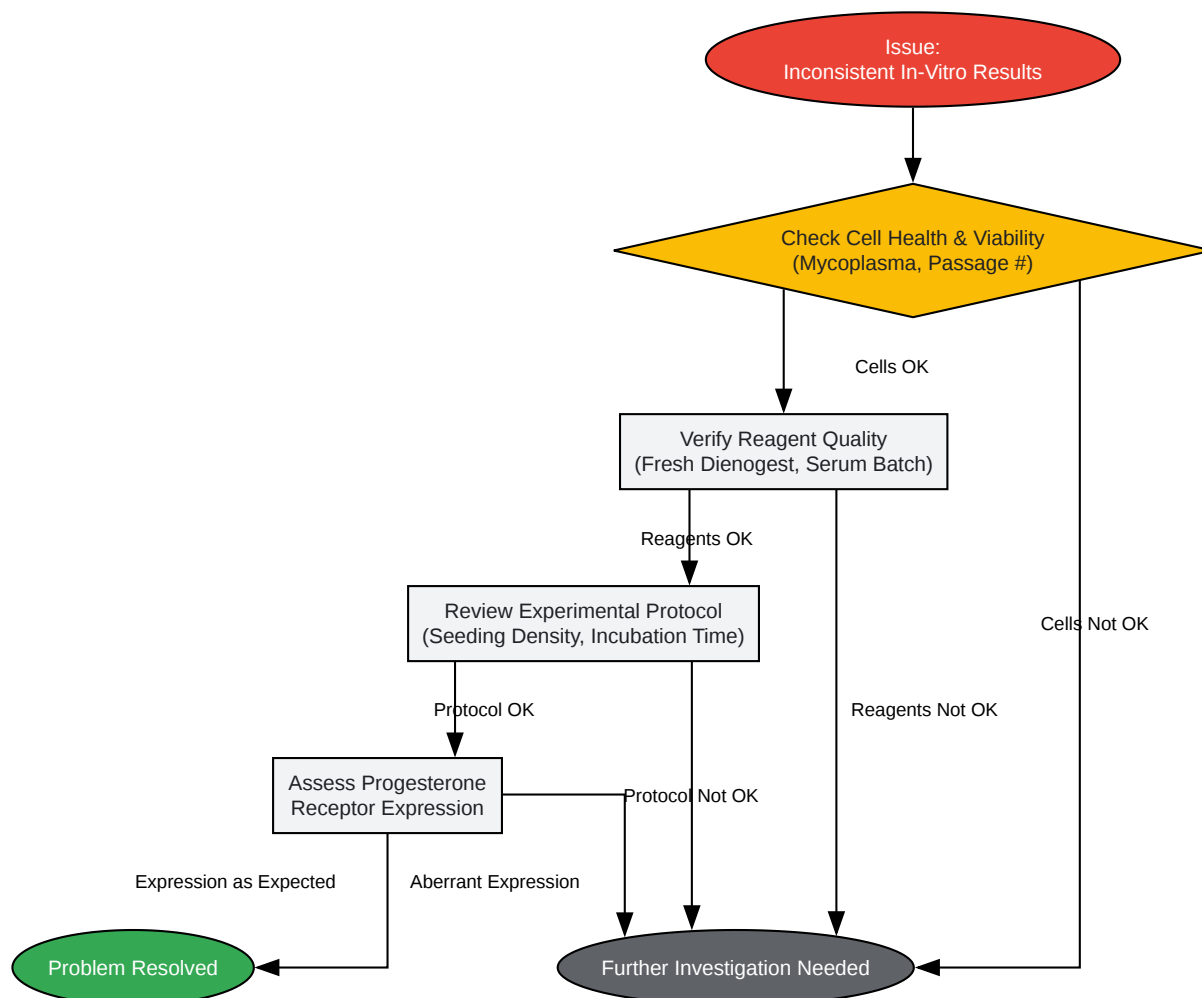 Issue:
Inconsistent In-Vitro Results
Check Cell Health & Viability
(Mycoplasma, Passage #)
Cells OK
Verify Reagent Quality
(Fresh Dienogest, Serum Batch)
Reagents OK
Review Experimental Protocol
(Seeding Density, Incubation Time)
Cells Not OK
Protocol OK
Reagents Not OK
Assess Progesterone
Receptor Expression
Protocol Not OK
Expression as Expected
Aberrant Expression
Problem Resolved
Further Investigation Needed